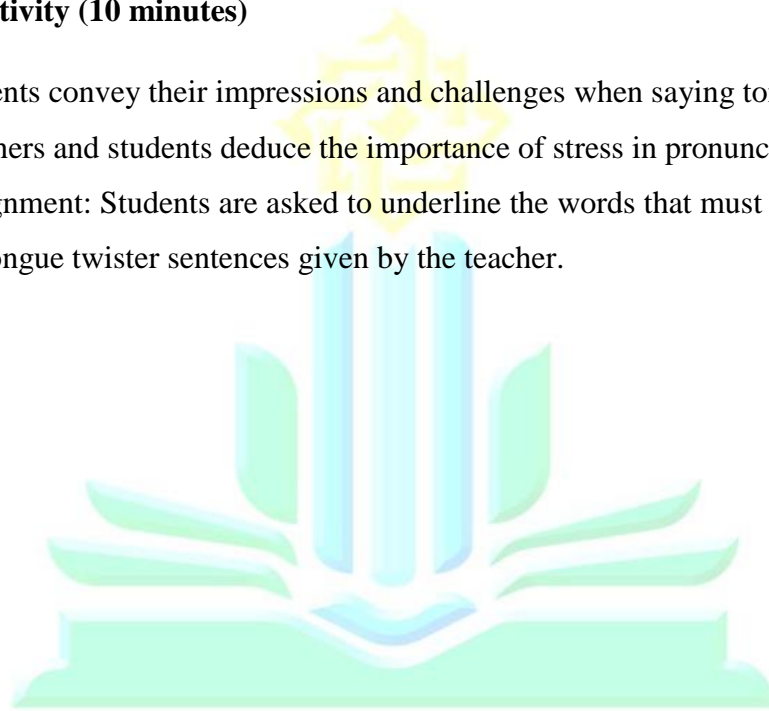 tivity (10 minutes)
ents convey their impressions and challenges when saying to
ners and students deduce the importance of stress in pronunc
gnment: Students are asked to underline the words that must
ongue twister sentences given by the teacher.